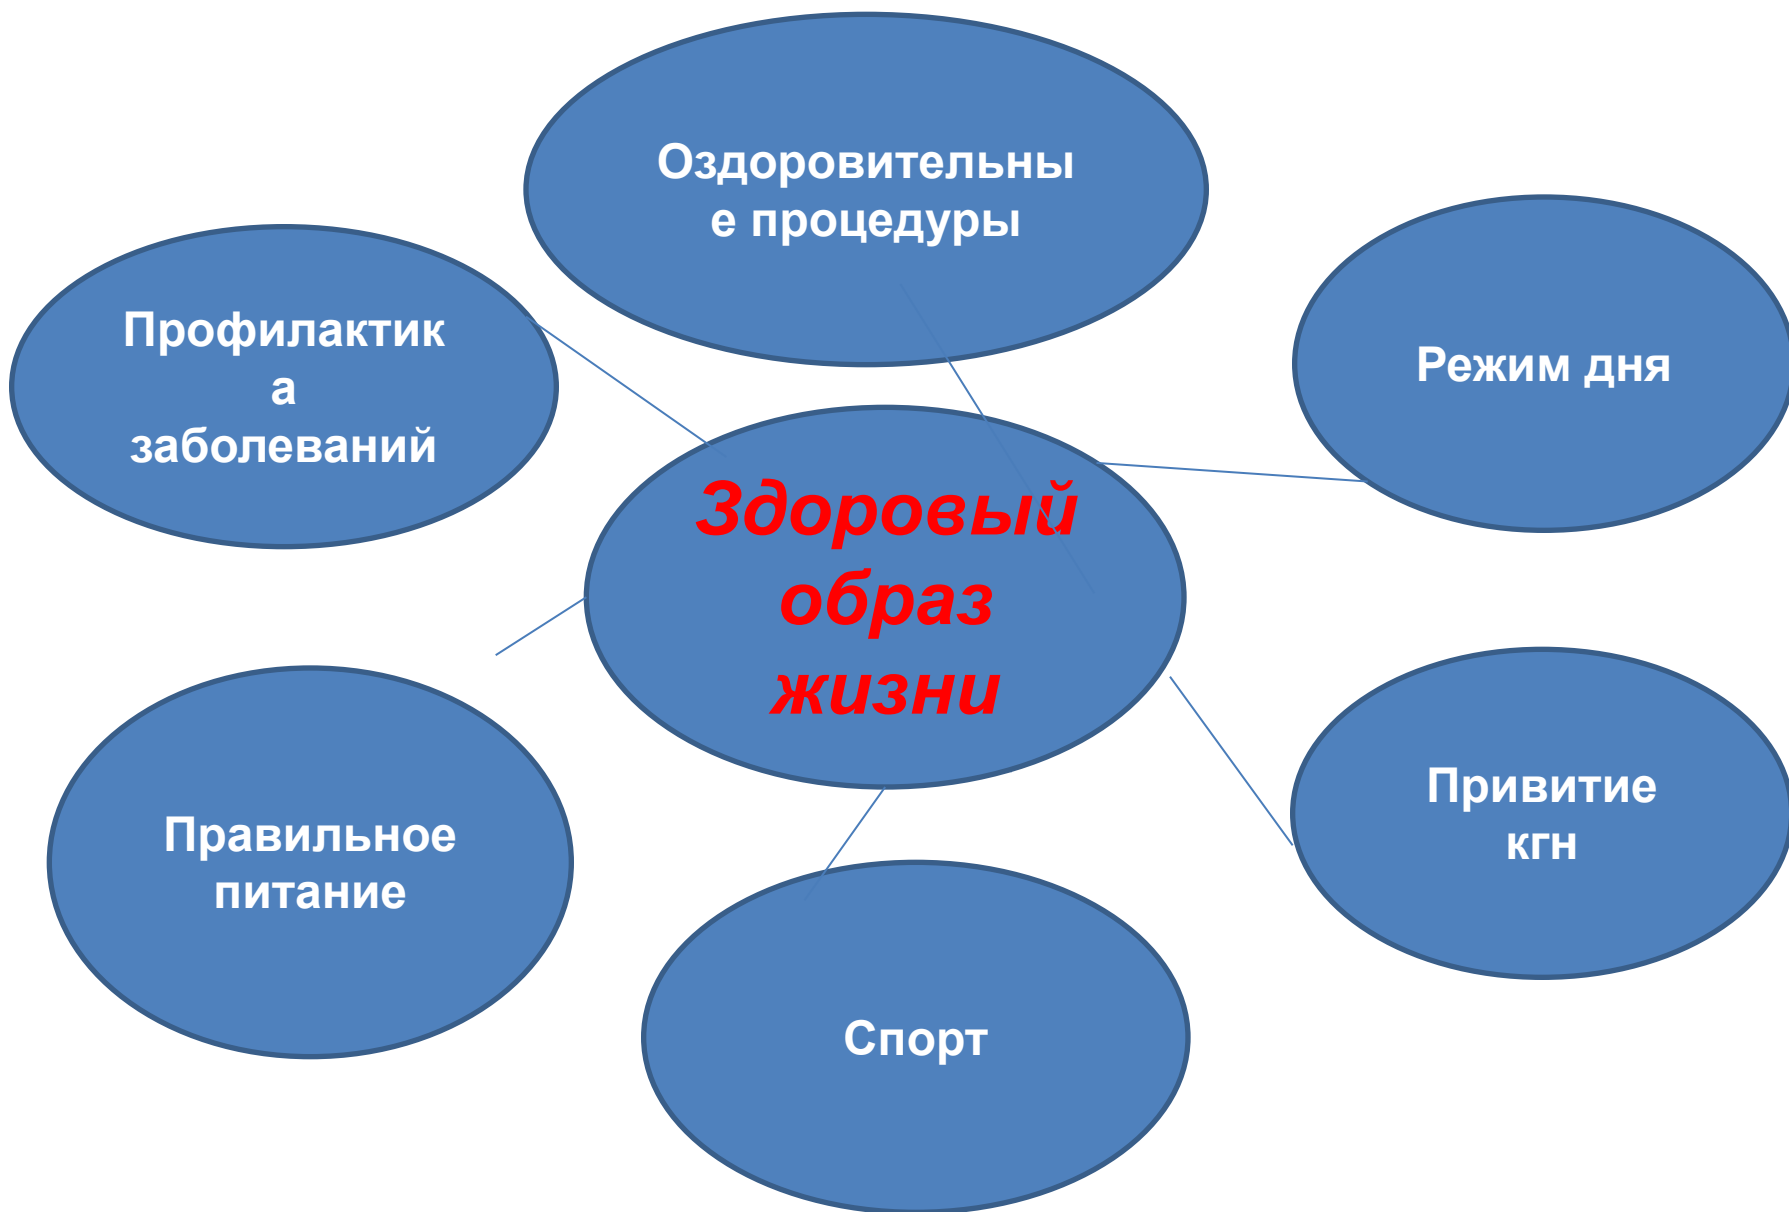 Оздоровительны
е процедуры
Профилактик
а
заболеваний
Режим дня
Здоровый
образ
жизни
Правильное
питание
Привитие
кгн
Спорт